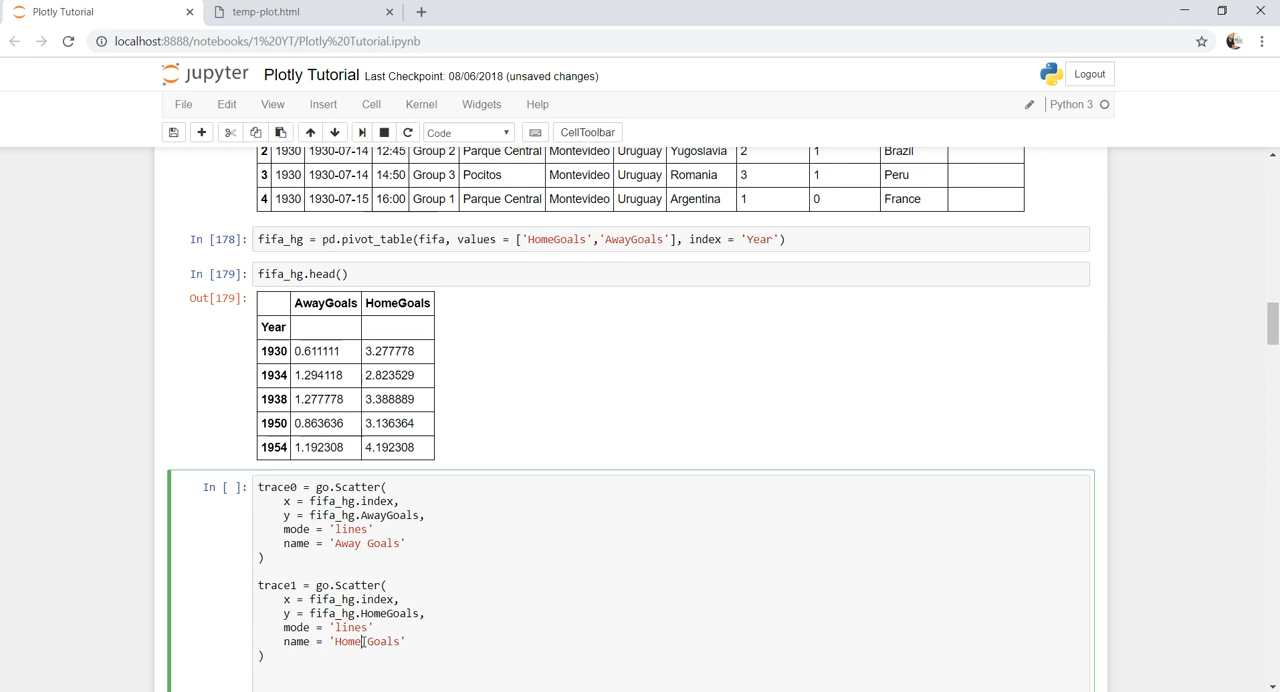 Plotly Tutorial
temp-plot.html
localhost:8888/notebooks/1%20YT/Plotly%20Tutorial.ipynb
jupyter Plotly Tutorial Last Checkpoint: 08/06/2018 (unsaved changes)
Logout
File Edit View Insert Cell Kernel Widgets Help
Python 3
Code
CellToolbar
2 1930 1930-07-14 12:45 Group 2 Parque Central Montevideo Uruguay Yugoslavia 2 1 Brazil
3 1930 1930-07-14 14:50 Group 3 Pocitos Montevideo Uruguay Romania 3 1 Peru
4 1930 1930-07-15 16:00 Group 1 Parque Central Montevideo Uruguay Argentina 1 0 France
In [178]: fifa_hg = pd.pivot_table(fifa, values = ['HomeGoals','AwayGoals'], index = 'Year')
In [179]: fifa_hg.head()
Out[179]:
AwayGoals HomeGoals
Year
1930 0.611111 3.277778
1934 1.294118 2.823529
1938 1.277778 3.388889
1950 0.863636 3.136364
1954 1.192308 4.192308
In [ ]: trace0 = go.Scatter(
x = fifa_hg.index,
y = fifa_hg.AwayGoals,
mode = 'lines'
name = 'Away Goals'
)
trace1 = go.Scatter(
x = fifa_hg.index,
y = fifa_hg.HomeGoals,
mode = 'lines'
name = 'Home Goals'
)